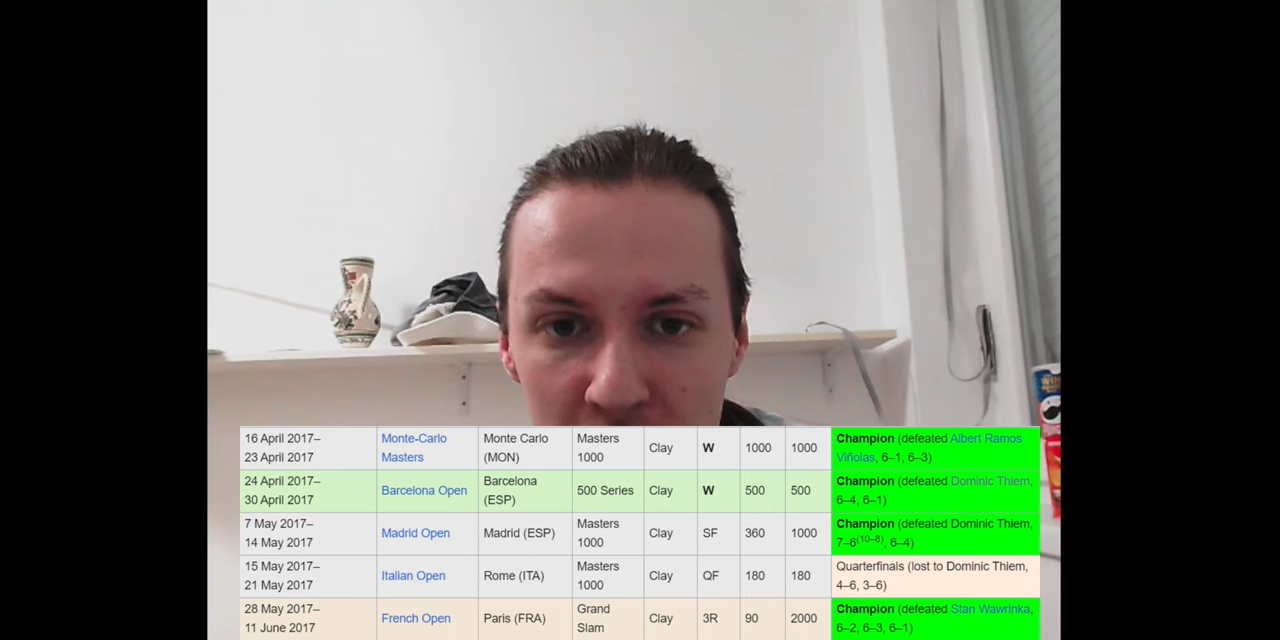 16 April 2017– Monte-Carlo Monte Carlo Masters Clay W 1000 1000 Champion (defeated Albert Ramos
23 April 2017 Masters (MON) 1000 Viñolas, 6–1, 6–3)
24 April 2017– Barcelona Open Barcelona 500 Series Clay W 500 500 Champion (defeated Dominic Thiem,
30 April 2017 (ESP) 6–4, 6–1)
7 May 2017– Madrid Open Madrid (ESP) Masters Clay SF 360 1000 Champion (defeated Dominic Thiem,
14 May 2017 1000 7–6(10–8), 6–4)
15 May 2017– Italian Open Rome (ITA) Masters Clay QF 180 180 Quarterfinals (lost to Dominic Thiem,
21 May 2017 1000 4–6, 3–6)
28 May 2017– French Open Paris (FRA) Grand Clay 3R 90 2000 Champion (defeated Stan Wawrinka,
11 June 2017 Slam 6–2, 6–3, 6–1)